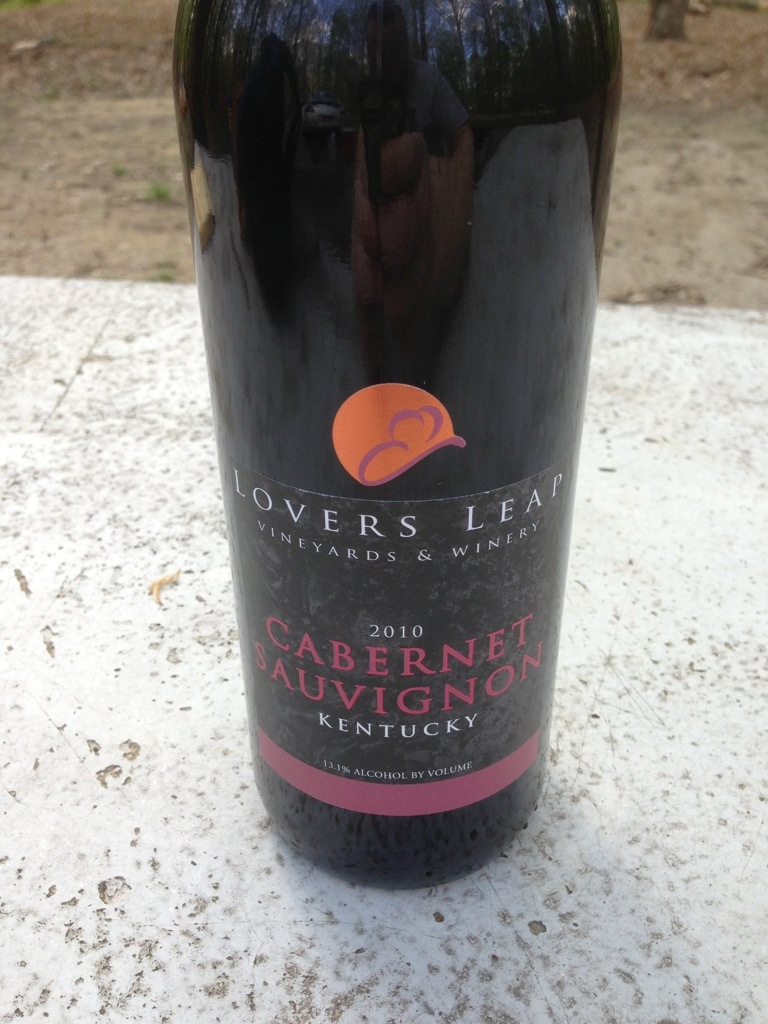 LOVERS LEAP
VINEYARDS & WINERY
2010
CABERNET
SAUVIGNON
KENTUCKY
13.1% ALCOHOL BY VOLUME